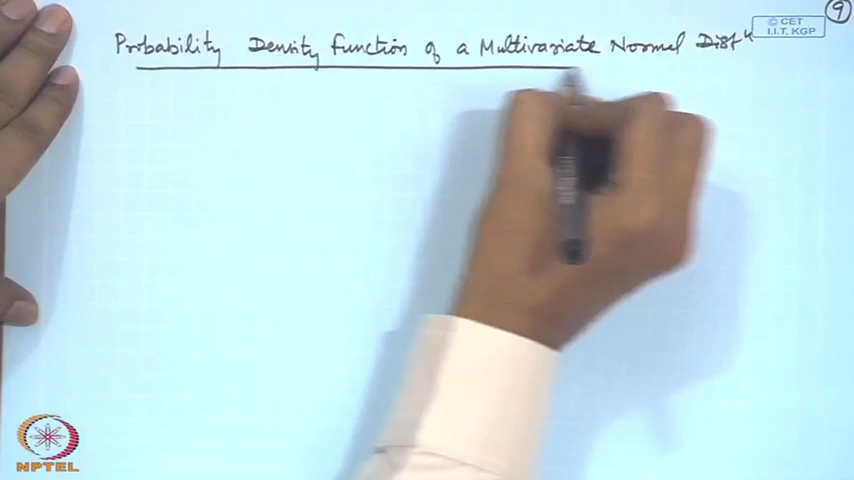 Probability Density Function of a Multivariate Normal Distⁿ
© CET
I.I.T. KGP
9
NPTEL